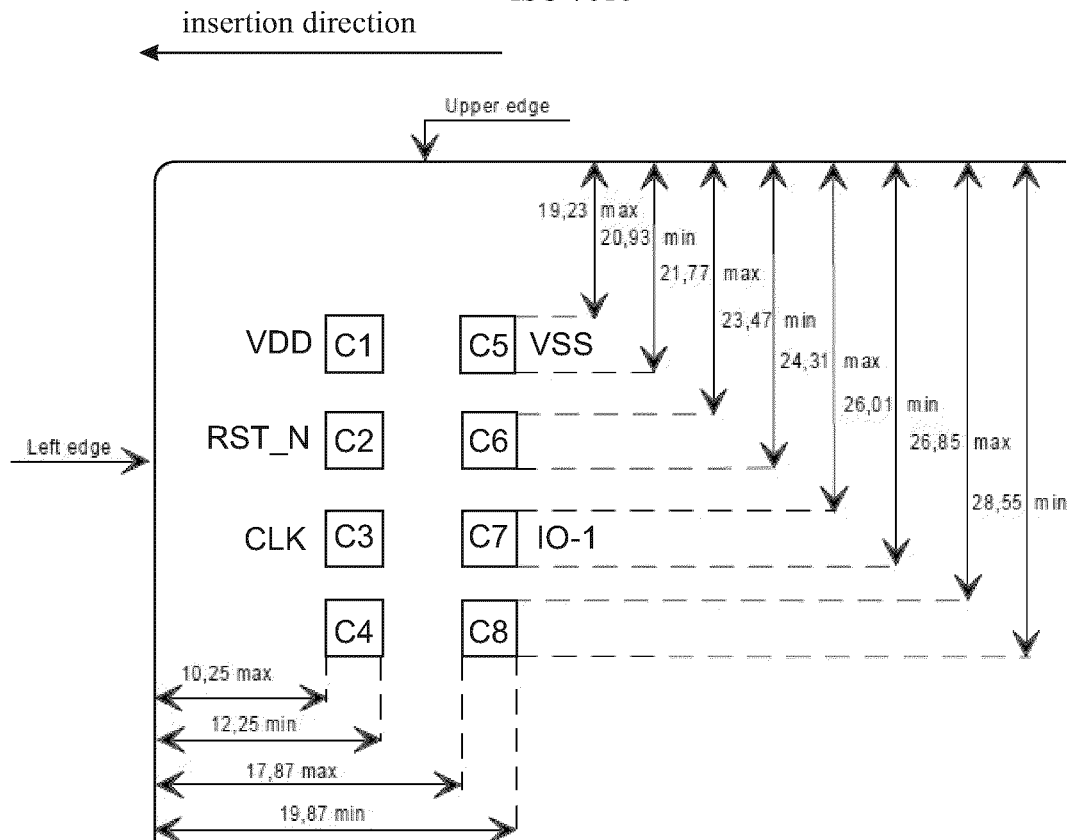 insertion direction
Upper edge
19,23 max
20,93 min
21,77 max
23,47 min
24,31 max
26,01 min
26,85 max
28,55 min
VDD C1 C5 VSS
RST_N C2 C6
Left edge
CLK C3 C7 IO-1
C4 C8
10,25 max
12,25 min
17,87 max
19,87 min